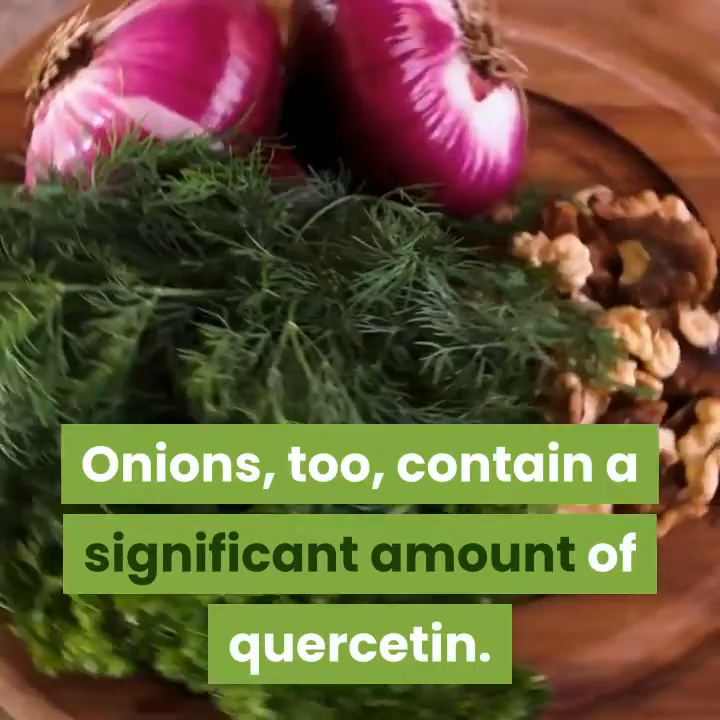 Onions, too, contain a
significant amount of
quercetin.